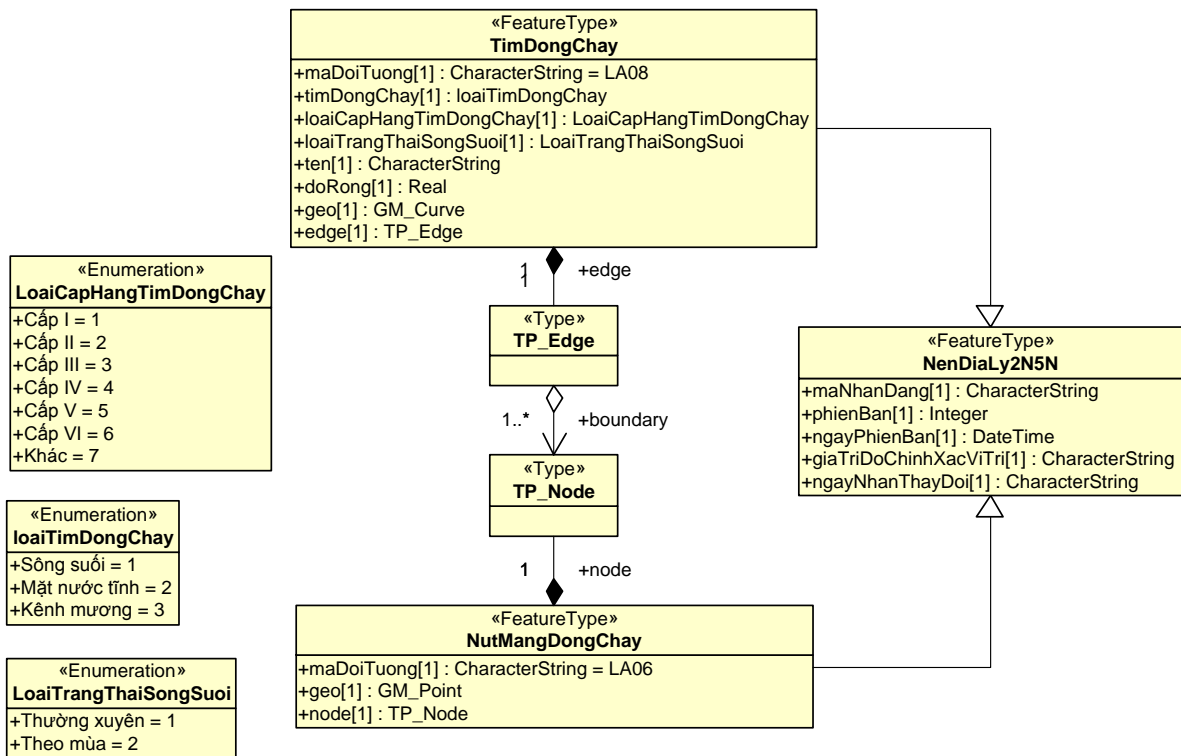 «FeatureType»
TimDongChay
+maDoiTuong[1] : CharacterString = LA08
+timDongChay[1] : loaiTimDongChay
+loaiCapHangTimDongChay[1] : LoaiCapHangTimDongChay
+loaiTrangThaiSongSuoi[1] : LoaiTrangThaiSongSuoi
+ten[1] : CharacterString
+doRong[1] : Real
+geo[1] : GM_Curve
+edge[1] : TP_Edge
1
1
+edge
«Enumeration»
LoaiCapHangTimDongChay
+Cấp I = 1
+Cấp II = 2
+Cấp III = 3
+Cấp IV = 4
+Cấp V = 5
+Cấp VI = 6
+Khác = 7
«Type»
TP_Edge
1..*
+boundary
«Type»
TP_Node
1
+node
«FeatureType»
NenDiaLy2N5N
+maNhanDang[1] : CharacterString
+phienBan[1] : Integer
+ngayPhienBan[1] : DateTime
+giaTriDoChinhXacViTri[1] : CharacterString
+ngayNhanThayDoi[1] : CharacterString
«Enumeration»
loaiTimDongChay
+Sông suối = 1
+Mặt nước tĩnh = 2
+Kênh mương = 3
«FeatureType»
NutMangDongChay
+maDoiTuong[1] : CharacterString = LA06
+geo[1] : GM_Point
+node[1] : TP_Node
«Enumeration»
LoaiTrangThaiSongSuoi
+Thường xuyên = 1
+Theo mùa = 2